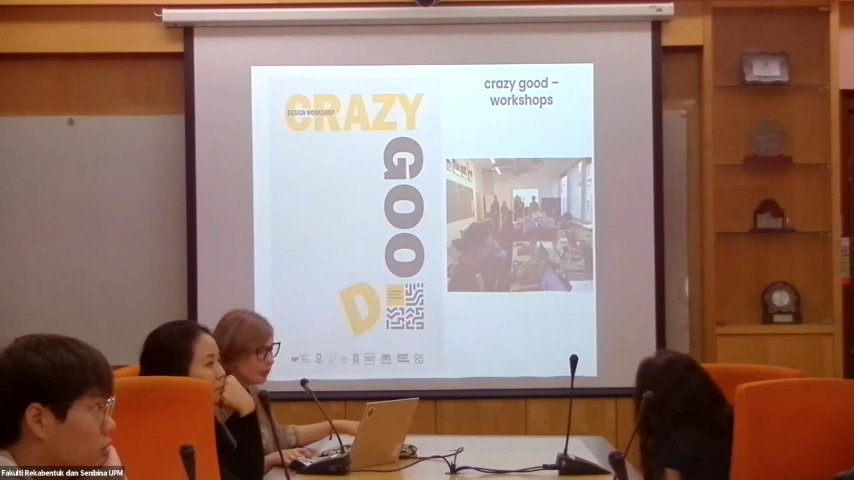 CRAZY
DESIGN WORKSHOP
GOO
D
crazy good –
workshops
Fakulti Rekabentuk dan Senibina UPM